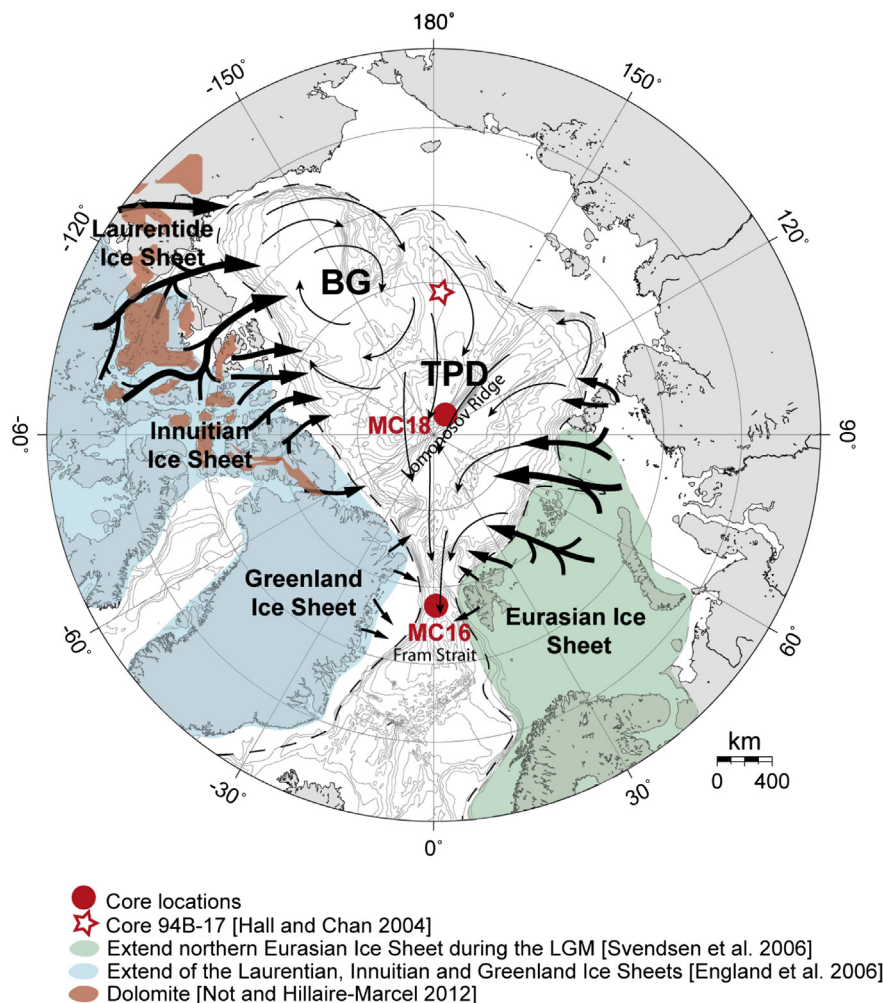 180˚
-150˚
150˚
-120˚
120˚
Laurentide
Ice Sheet
BG
TPD
MC18
Lomonosov Ridge
-90˚
90˚
Innuitian
Ice Sheet
Greenland
Ice Sheet
Eurasian Ice
Sheet
MC16
Fram Strait
-60˚
60˚
km
0 400
-30˚
30˚
0˚
Core locations
Core 94B-17 [Hall and Chan 2004]
Extend northern Eurasian Ice Sheet during the LGM [Svendsen et al. 2006]
Extend of the Laurentian, Innuitian and Greenland Ice Sheets [England et al. 2006]
Dolomite [Not and Hillaire-Marcel 2012]